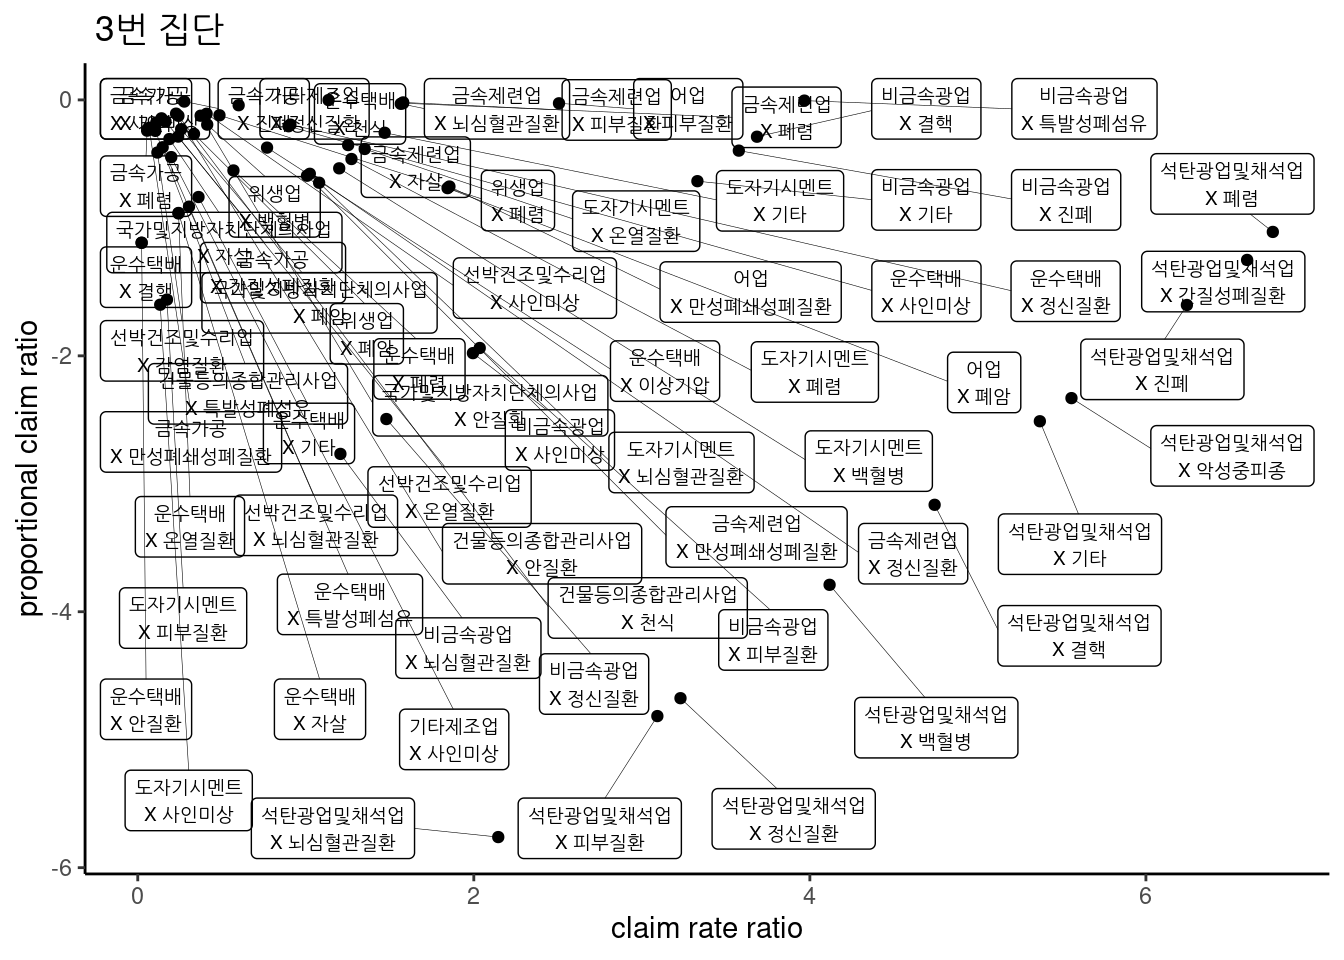 3번 집단
proportional claim ratio
0
-2
-4
-6
0
2
4
6
claim rate ratio
금속제련업
X 뇌심혈관질환
금속제련업
X 피부질환
어업
X 피부질환
금속제련업
X 폐렴
비금속광업
X 결핵
비금속광업
X 특발성폐섬유
운수택배
X 천식
금속가공
X 폐렴
위생업
X 백혈병
금속제련업
X 자살
위생업
X 폐렴
도자기시멘트
X 온열질환
도자기시멘트
X 기타
비금속광업
X 기타
비금속광업
X 진폐
석탄광업및채석업
X 폐렴
국가및지방자치단체의사업
X 자살
운수택배
X 결핵
금속가공
X 간질성폐질환
국가및지방자치단체의사업
X 폐암
선박건조및수리업
X 사인미상
어업
X 만성폐쇄성폐질환
운수택배
X 사인미상
운수택배
X 정신질환
석탄광업및채석업
X 간질성폐질환
선박건조및수리업
X 감염질환
위생업
X 폐암
운수택배
X 폐렴
운수택배
X 이상기압
도자기시멘트
X 폐렴
어업
X 폐암
석탄광업및채석업
X 진폐
건물등의종합관리사업
X 특발성폐섬유
국가및지방자치단체의사업
X 안질환
금속가공
X 만성폐쇄성폐질환
운수택배
X 기타
비금속광업
X 사인미상
도자기시멘트
X 뇌심혈관질환
도자기시멘트
X 백혈병
석탄광업및채석업
X 악성중피종
운수택배
X 온열질환
선박건조및수리업
X 뇌심혈관질환
선박건조및수리업
X 온열질환
건물등의종합관리사업
X 안질환
금속제련업
X 만성폐쇄성폐질환
금속제련업
X 정신질환
석탄광업및채석업
X 기타
도자기시멘트
X 피부질환
운수택배
X 특발성폐섬유
비금속광업
X 뇌심혈관질환
건물등의종합관리사업
X 천식
비금속광업
X 피부질환
석탄광업및채석업
X 결핵
운수택배
X 안질환
운수택배
X 자살
기타제조업
X 사인미상
비금속광업
X 정신질환
석탄광업및채석업
X 백혈병
도자기시멘트
X 사인미상
석탄광업및채석업
X 뇌심혈관질환
석탄광업및채석업
X 피부질환
석탄광업및채석업
X 정신질환